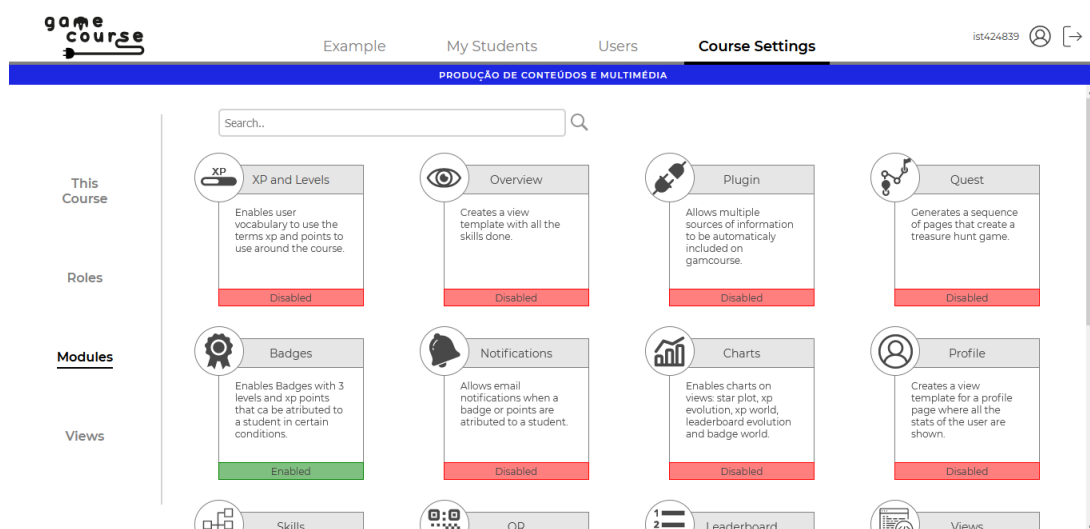 game
course
Example
My Students
Users
Course Settings
ist424839
PRODUÇÃO DE CONTEÚDOS E MULTIMÉDIA
Search..
This
Course
Roles
Modules
Views
XP
XP and Levels
Enables user
vocabulary to use the
terms xp and points to
use around the course.
Disabled
Overview
Creates a view
template with all the
skills done.
Disabled
Plugin
Allows multiple
sources of information
to be automaticaly
included on
gamcourse.
Disabled
Quest
Generates a sequence
of pages that create a
treasure hunt game.
Disabled
Badges
Enables Badges with 3
levels and xp points
that ca be atributed to
a student in certain
conditions.
Enabled
Notifications
Allows email
notifications when a
badge or points are
atributed to a student.
Disabled
Charts
Enables charts on
views: star plot, xp
evolution, xp world,
leaderboard evolution
and badge world.
Disabled
Profile
Creates a view
template for a profile
page where all the
stats of the user are
shown.
Disabled
Skills
QR
1
2
Leaderboard
Views